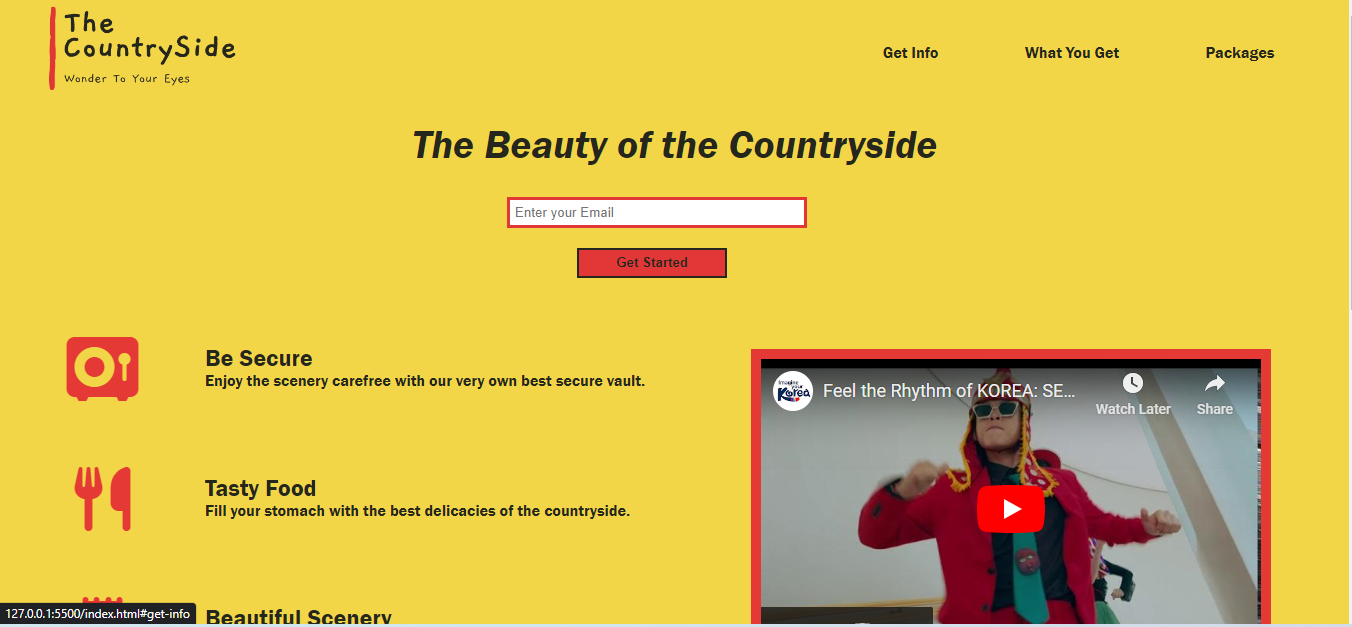 The
CountrySide
Wonder To Your Eyes
Get Info
What You Get
Packages
The Beauty of the Countryside
Enter your Email
Get Started
Be Secure
Enjoy the scenery carefree with our very own best secure vault.
Tasty Food
Fill your stomach with the best delicacies of the countryside.
Beautiful Scenery
imagine
your
Korea
Feel the Rhythm of KOREA: SE...
Watch Later
Share
127.0.0.1:5500/index.html#get-info